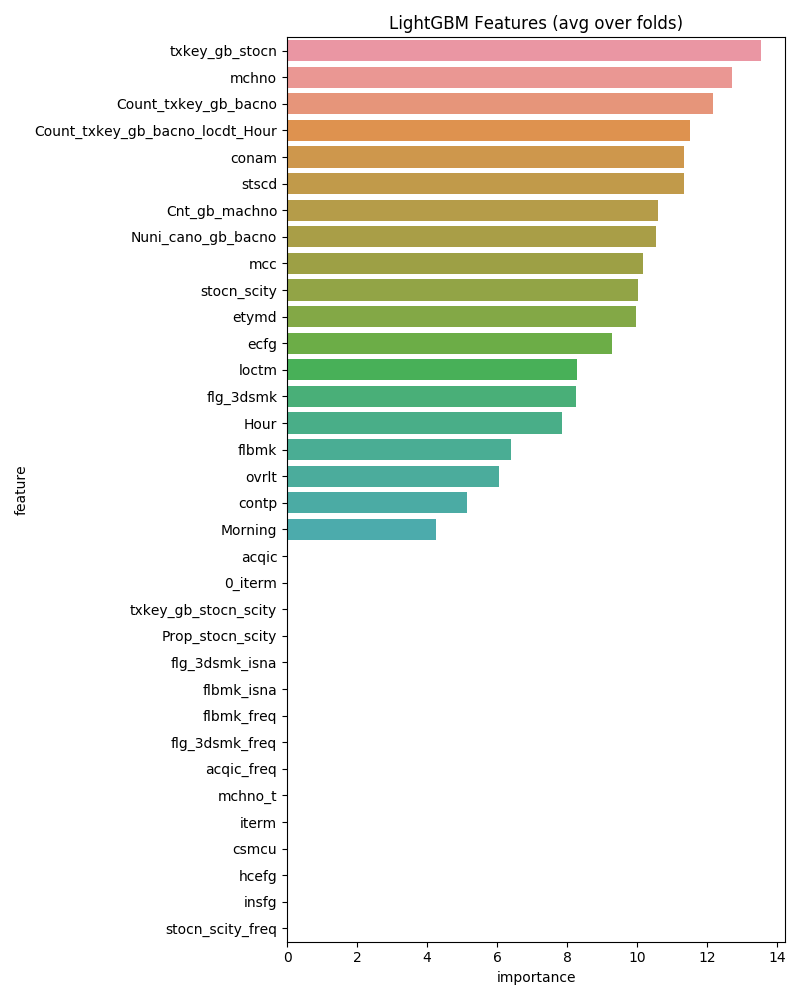 LightGBM Features (avg over folds)
txkey_gb_stocn
mchno
Count_txkey_gb_bacno
Count_txkey_gb_bacno_locdt_Hour
conam
stscd
Cnt_gb_machno
Nuni_cano_gb_bacno
mcc
stocn_scity
etymd
ecfg
loctm
flg_3dsmk
Hour
flbmk
ovrlt
contp
Morning
acqic
0_iterm
txkey_gb_stocn_scity
Prop_stocn_scity
flg_3dsmk_isna
flbmk_isna
flbmk_freq
flg_3dsmk_freq
acqic_freq
mchno_t
iterm
csmcu
hcefg
insfg
stocn_scity_freq
feature
0 2 4 6 8 10 12 14
importance